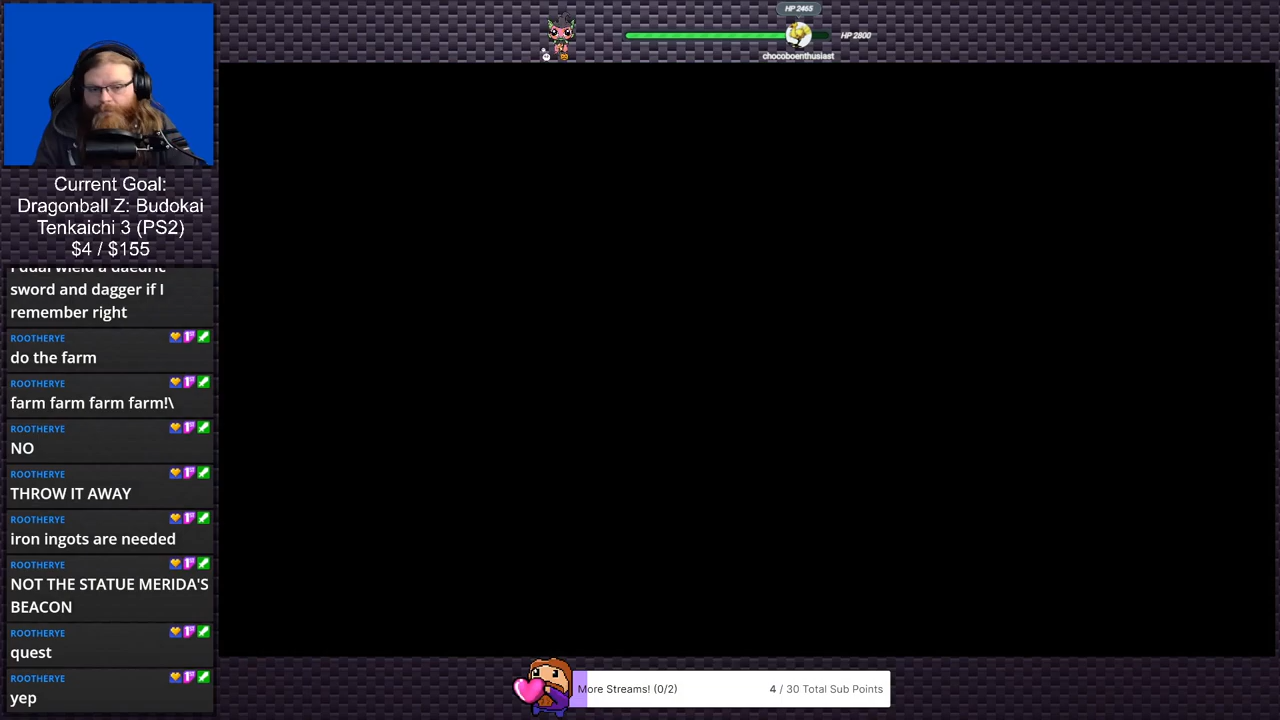 HP 2465
HP 2800
chocoboenthusiast
Current Goal:
Dragonball Z: Budokai
Tenkaichi 3 (PS2)
$4 / $155
I dual wield a daedric
sword and dagger if I
remember right
ROOTHERYE
do the farm
ROOTHERYE
farm farm farm farm!\
ROOTHERYE
NO
ROOTHERYE
THROW IT AWAY
ROOTHERYE
iron ingots are needed
ROOTHERYE
NOT THE STATUE MERIDA'S
BEACON
ROOTHERYE
quest
ROOTHERYE
yep
More Streams! (0/2)
4 / 30 Total Sub Points